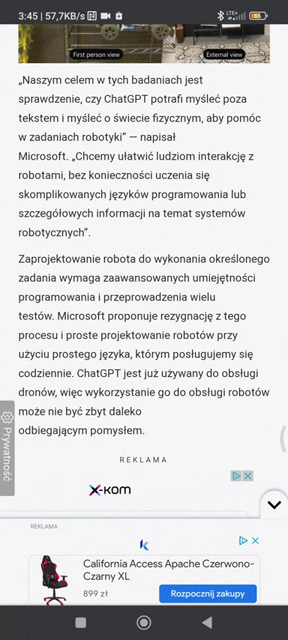 3:45 | 57,7KB/s
LTE+
First person view
External view
„Naszym celem w tych badaniach jest
sprawdzenie, czy ChatGPT potrafi myśleć poza
tekstem i myśleć o świecie fizycznym, aby pomóc
w zadaniach robotyki” — napisał
Microsoft. „Chcemy ułatwić ludziom interakcję z
robotami, bez konieczności uczenia się
skomplikowanych języków programowania lub
szczegółowych informacji na temat systemów
robotycznych”.
Zaprojektowanie robota do wykonania określonego
zadania wymaga zaawansowanych umiejętności
programowania i przeprowadzenia wielu
testów. Microsoft proponuje rezygnację z tego
procesu i proste projektowanie robotów przy
użyciu prostego języka, którym posługujemy się
codziennie. ChatGPT jest już używany do obsługi
dronów, więc wykorzystanie go do obsługi robotów
może nie być zbyt daleko
odbiegającym pomysłem.
Prywatność
REKLAMA
x-kom
REKLAMA
California Access Apache Czerwono-
Czarny XL
899 zł
Rozpocznij zakupy